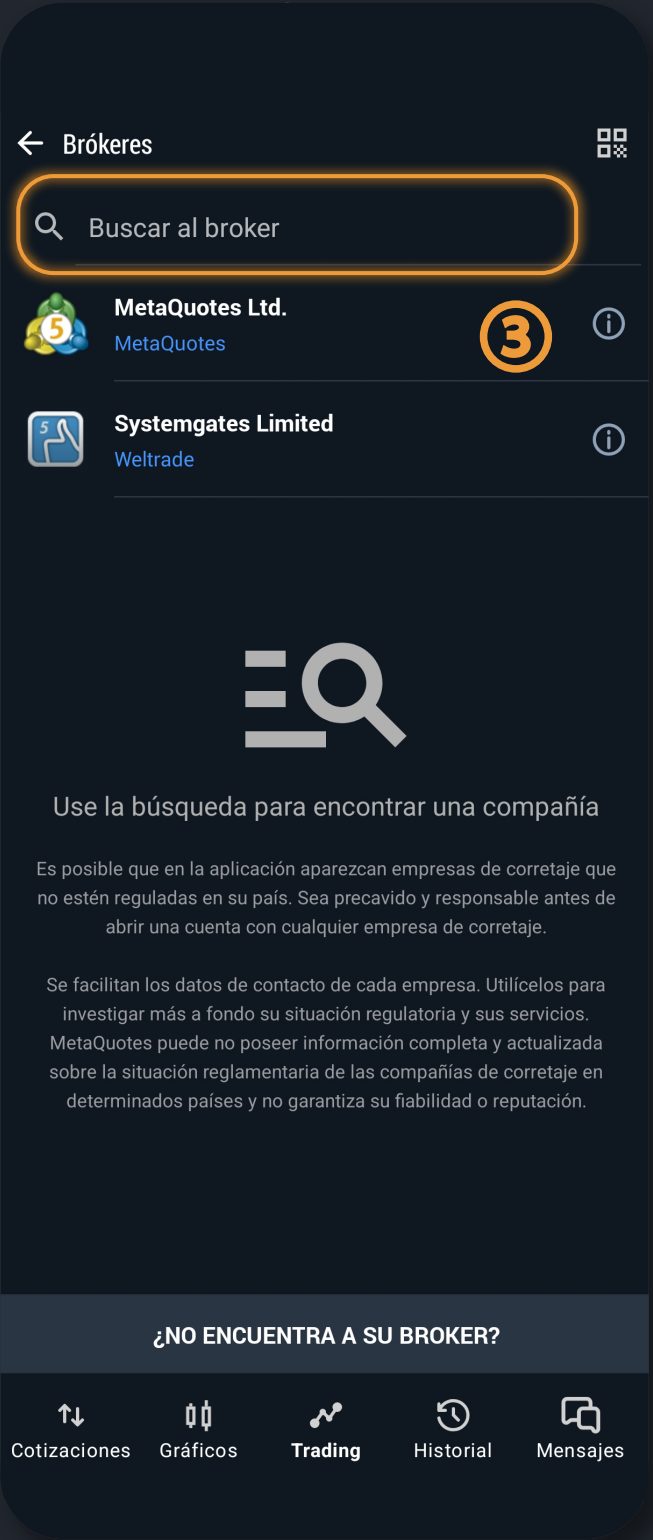 Brókeres
Buscar al broker
MetaQuotes Ltd.
MetaQuotes
3
5
Systemgates Limited
Weltrade
5
Use la búsqueda para encontrar una compañía
Es posible que en la aplicación aparezcan empresas de corretaje que
no estén reguladas en su país. Sea precavido y responsable antes de
abrir una cuenta con cualquier empresa de corretaje.
Se facilitan los datos de contacto de cada empresa. Utilícelos para
investigar más a fondo su situación regulatoria y sus servicios.
MetaQuotes puede no poseer información completa y actualizada
sobre la situación reglamentaria de las compañías de corretaje en
determinados países y no garantiza su fiabilidad o reputación.
¿NO ENCUENTRA A SU BROKER?
Cotizaciones Gráficos Trading Historial Mensajes